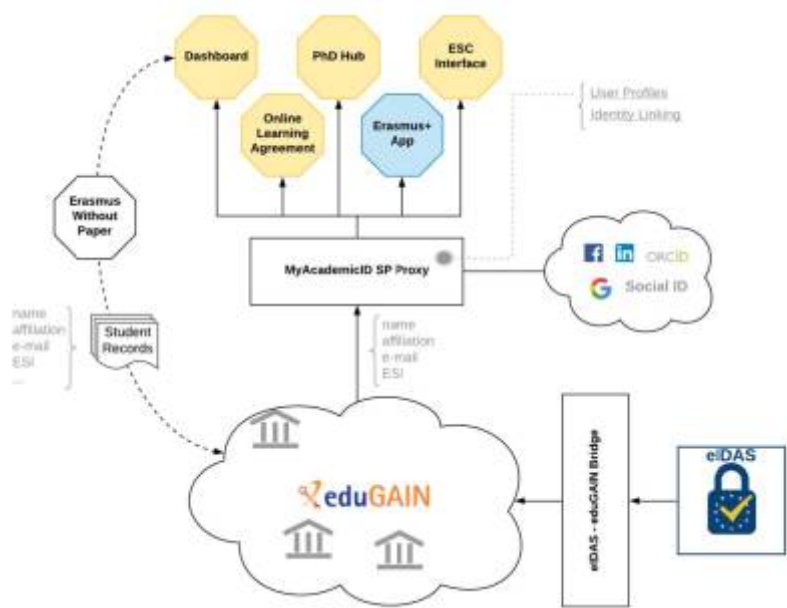 Dashboard
PhD Hub
ESC
Interface
User Profiles
Identity Linking
Online
Learning
Agreement
Erasmus+
App
Erasmus
Without
Paper
MyAcademicID SP Proxy
f
in
ORCID
G Social ID
name
affiliation
e-mail
ESI
...
Student
Records
name
affiliation
e-mail
ESI
eduGAIN
eIDAS - eduGAIN Bridge
eIDAS